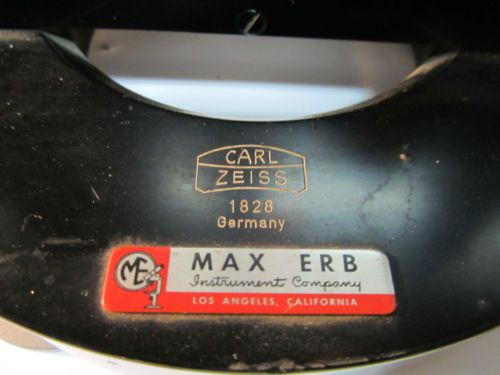 CARL
ZEISS
1828
Germany
ME
MAX ERB
Instrument Company
LOS ANGELES, CALIFORNIA